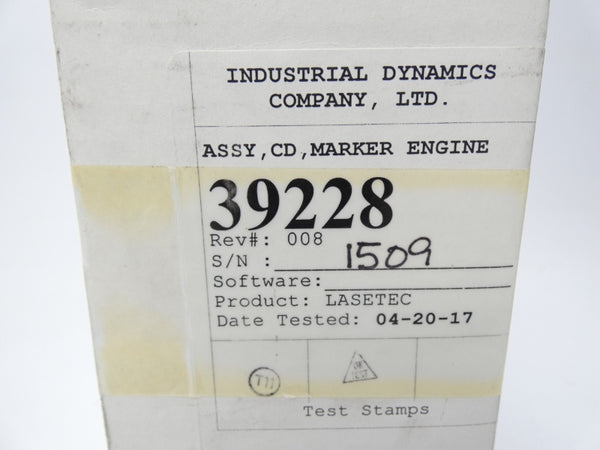 INDUSTRIAL DYNAMICS
COMPANY, LTD.
ASSY,CD,MARKER ENGINE
39228
Rev#: 008
S/N : 1509
Software:
Product: LASETEC
Date Tested: 04-20-17
Test Stamps